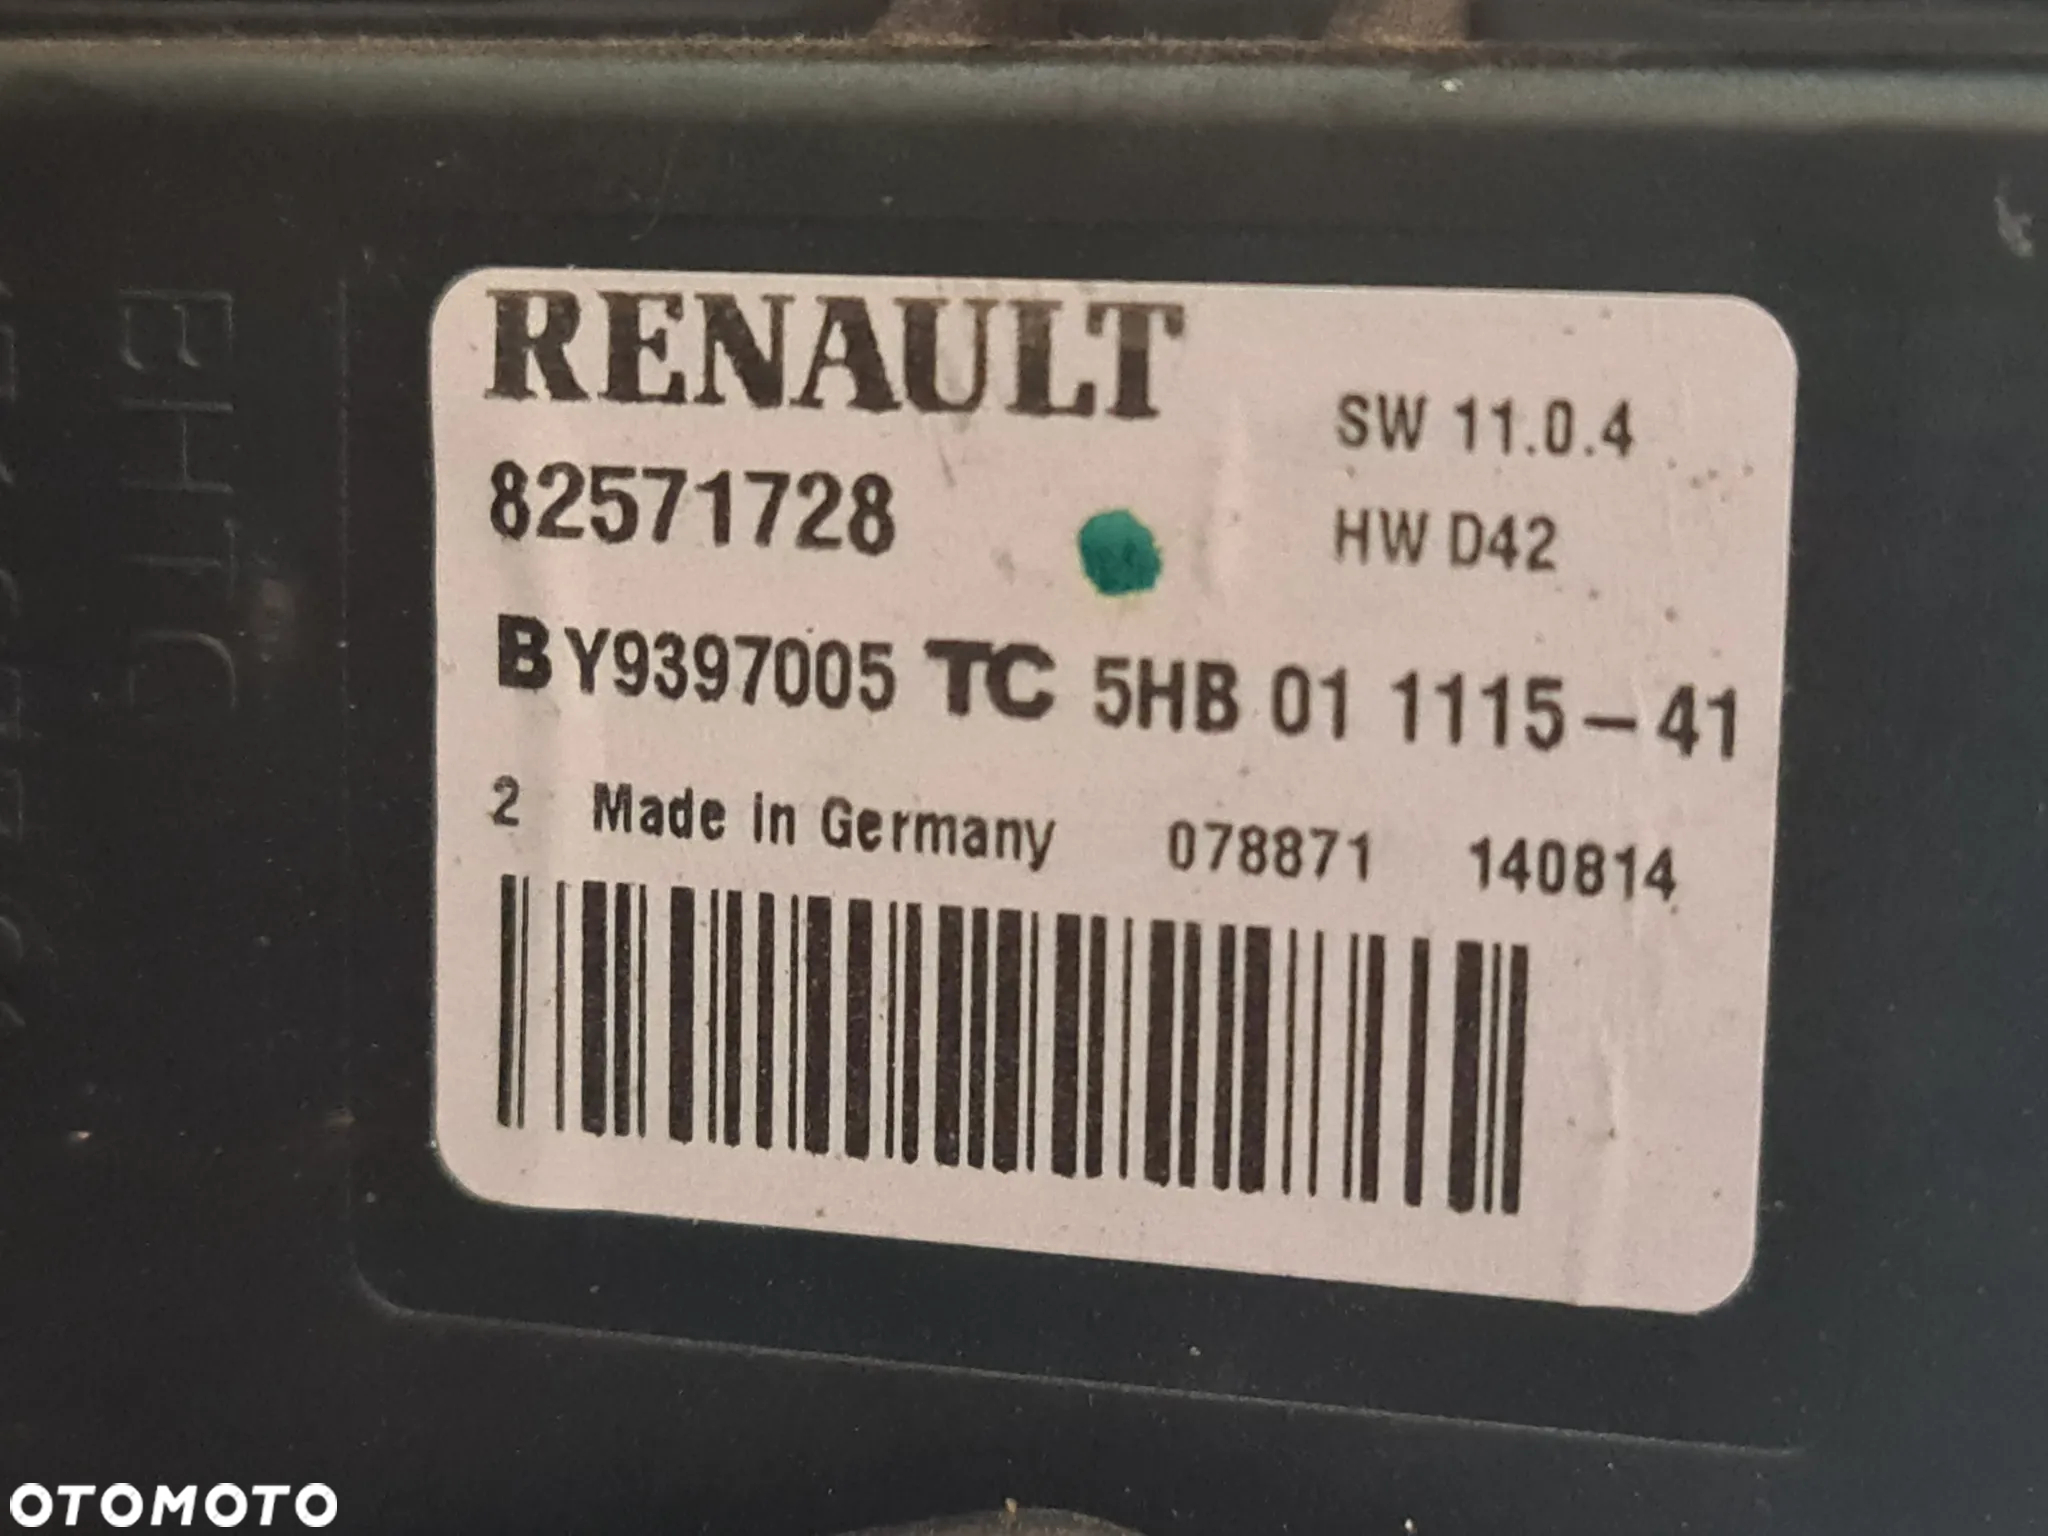 RENAULT
SW 11.0.4
82571728
HW D42
BY9397005 TC 5HB 01 1115-41
2 Made in Germany 078871 140814
BHTC
OTOMOTO